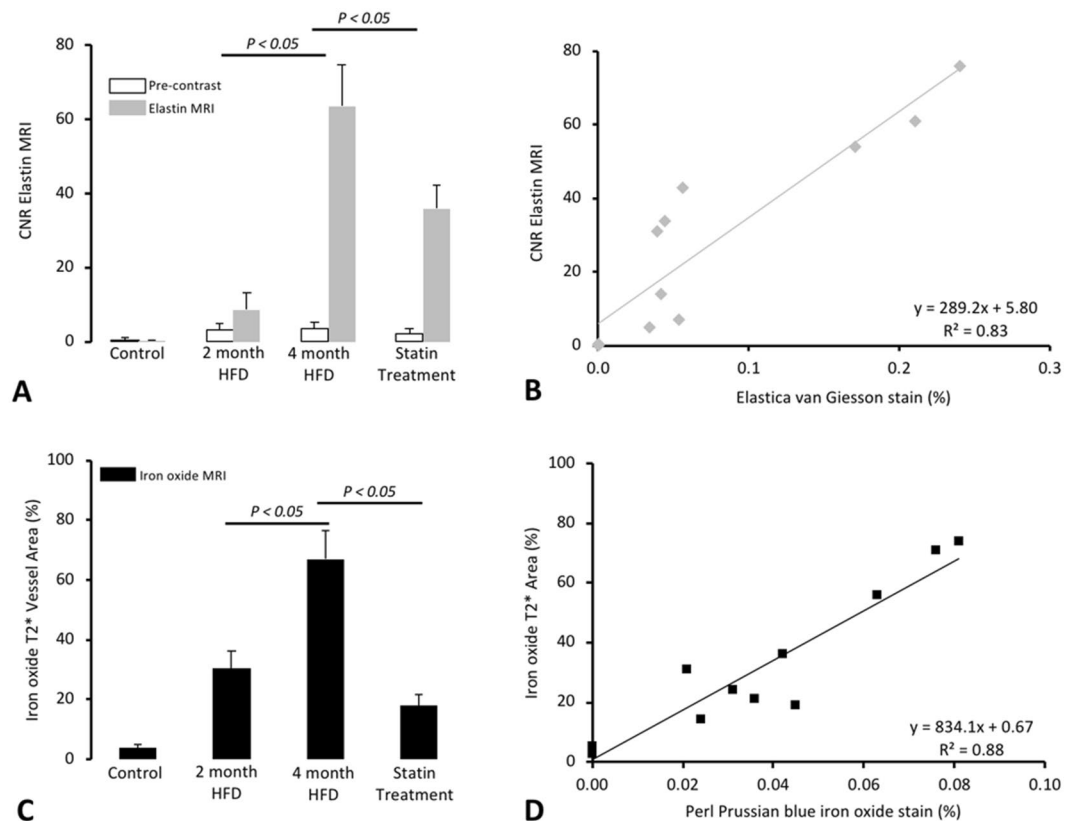 P < 0.05
P < 0.05
80
60
40
20
0
CNR Elastin MRI
Pre-contrast
Elastin MRI
Control
2 month
HFD
4 month
HFD
Statin
Treatment
A
80
60
40
20
0
CNR Elastin MRI
y = 289.2x + 5.80
R² = 0.83
0.0
0.1
0.2
0.3
Elastica van Giesson stain (%)
B
100
80
60
40
20
0
Iron oxide T2* Vessel Area (%)
Iron oxide MRI
P < 0.05
P < 0.05
Control
2 month
HFD
4 month
HFD
Statin
Treatment
C
100
80
60
40
20
0
Iron oxide T2* Area (%)
y = 834.1x + 0.67
R² = 0.88
0.00
0.02
0.04
0.06
0.08
0.10
Perl Prussian blue iron oxide stain (%)
D